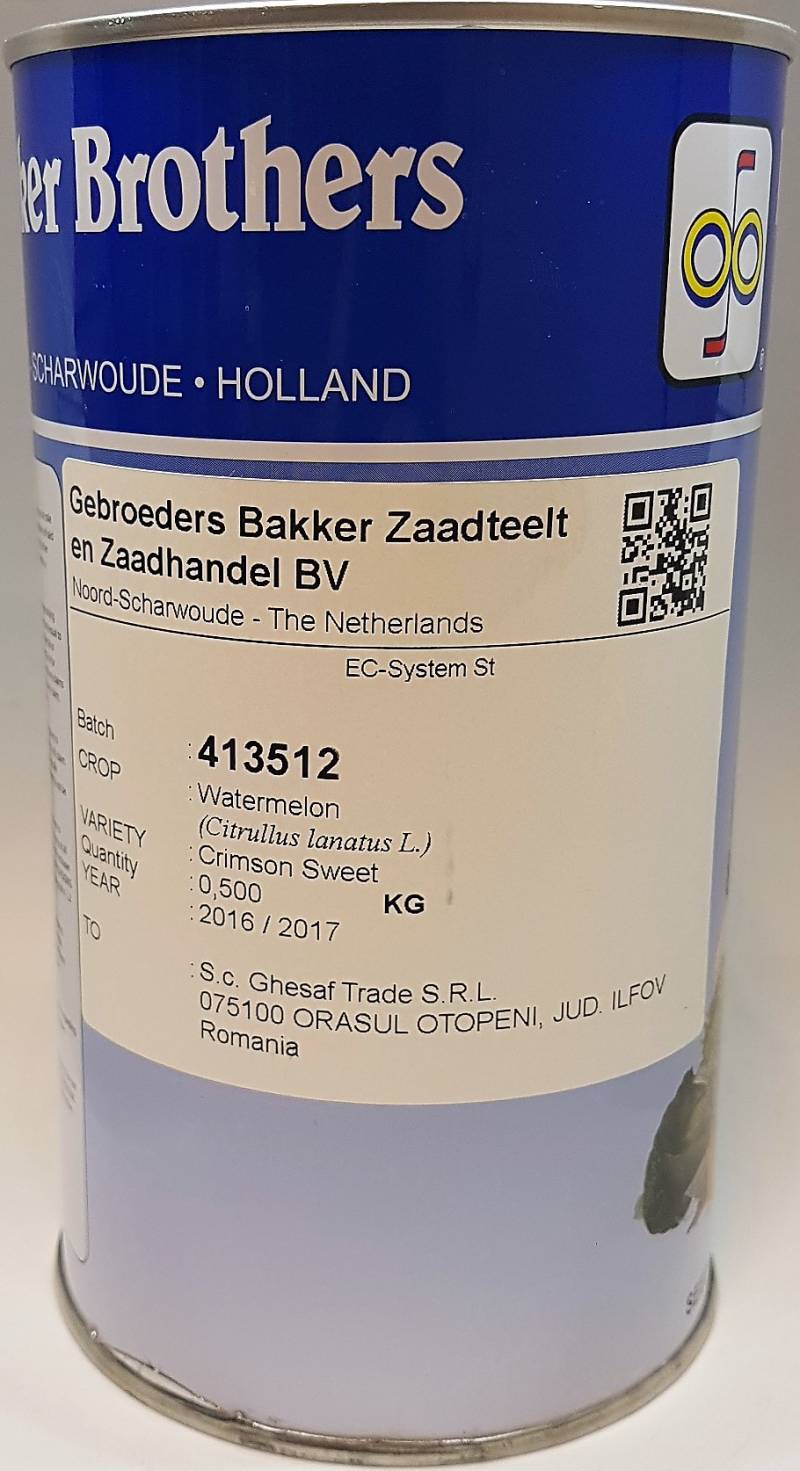 ker Brothers
SCHARWOUDE • HOLLAND
®
Gebroeders Bakker Zaadteelt
en Zaadhandel BV
Noord-Scharwoude - The Netherlands
EC-System St
Batch : 413512
CROP : Watermelon
(Citrullus lanatus L.)
VARIETY : Crimson Sweet
Quantity : 0,500 KG
YEAR : 2016 / 2017
TO : S.c. Ghesaf Trade S.R.L.
075100 ORASUL OTOPENI, JUD. ILFOV
Romania